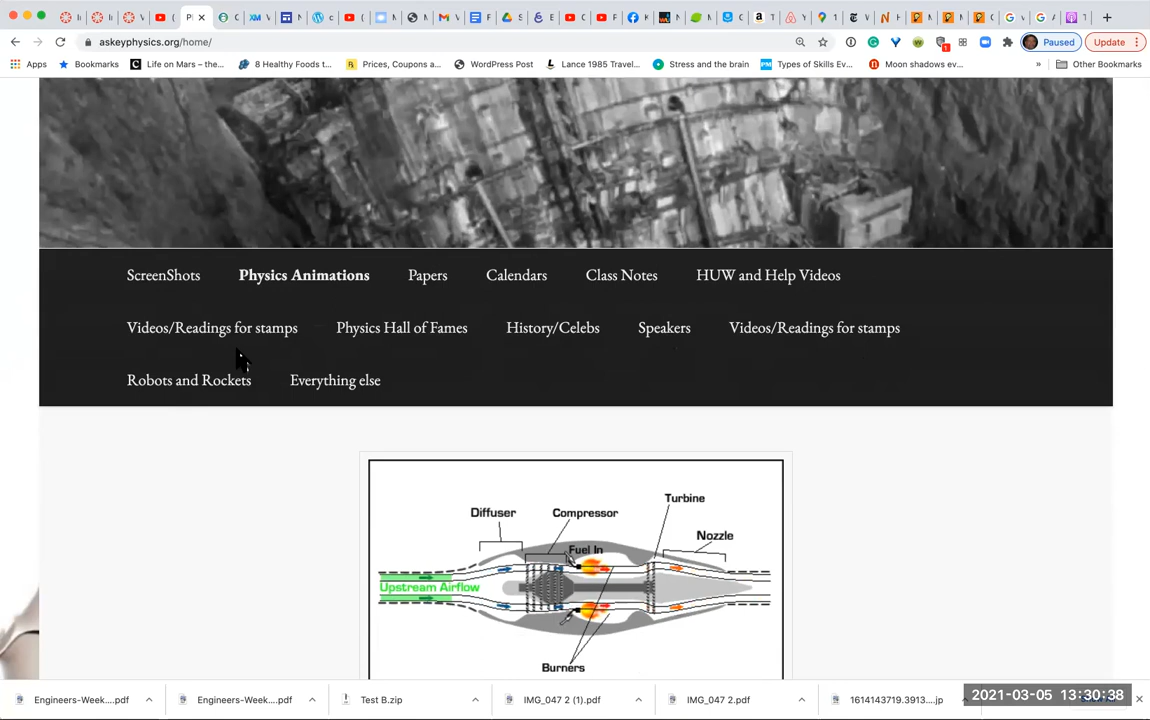 Pl
askeyphysics.org/home/
Paused
Update
Apps
Bookmarks
Life on Mars – the...
8 Healthy Foods t...
Prices, Coupons a...
WordPress Post
Lance 1985 Travel...
Stress and the brain
Types of Skills Ev...
Moon shadows ev...
»
Other Bookmarks
ScreenShots
Physics Animations
Papers
Calendars
Class Notes
HUW and Help Videos
Videos/Readings for stamps
Physics Hall of Fames
History/Celebs
Speakers
Videos/Readings for stamps
Robots and Rockets
Everything else
Turbine
Diffuser
Compressor
Nozzle
Fuel In
Upstream Airflow
Burners
Engineers-Week....pdf
Engineers-Week....pdf
Test B.zip
IMG_047 2 (1).pdf
IMG_047 2.pdf
1614143719.3913....jp
2021-03-05 13:30:38